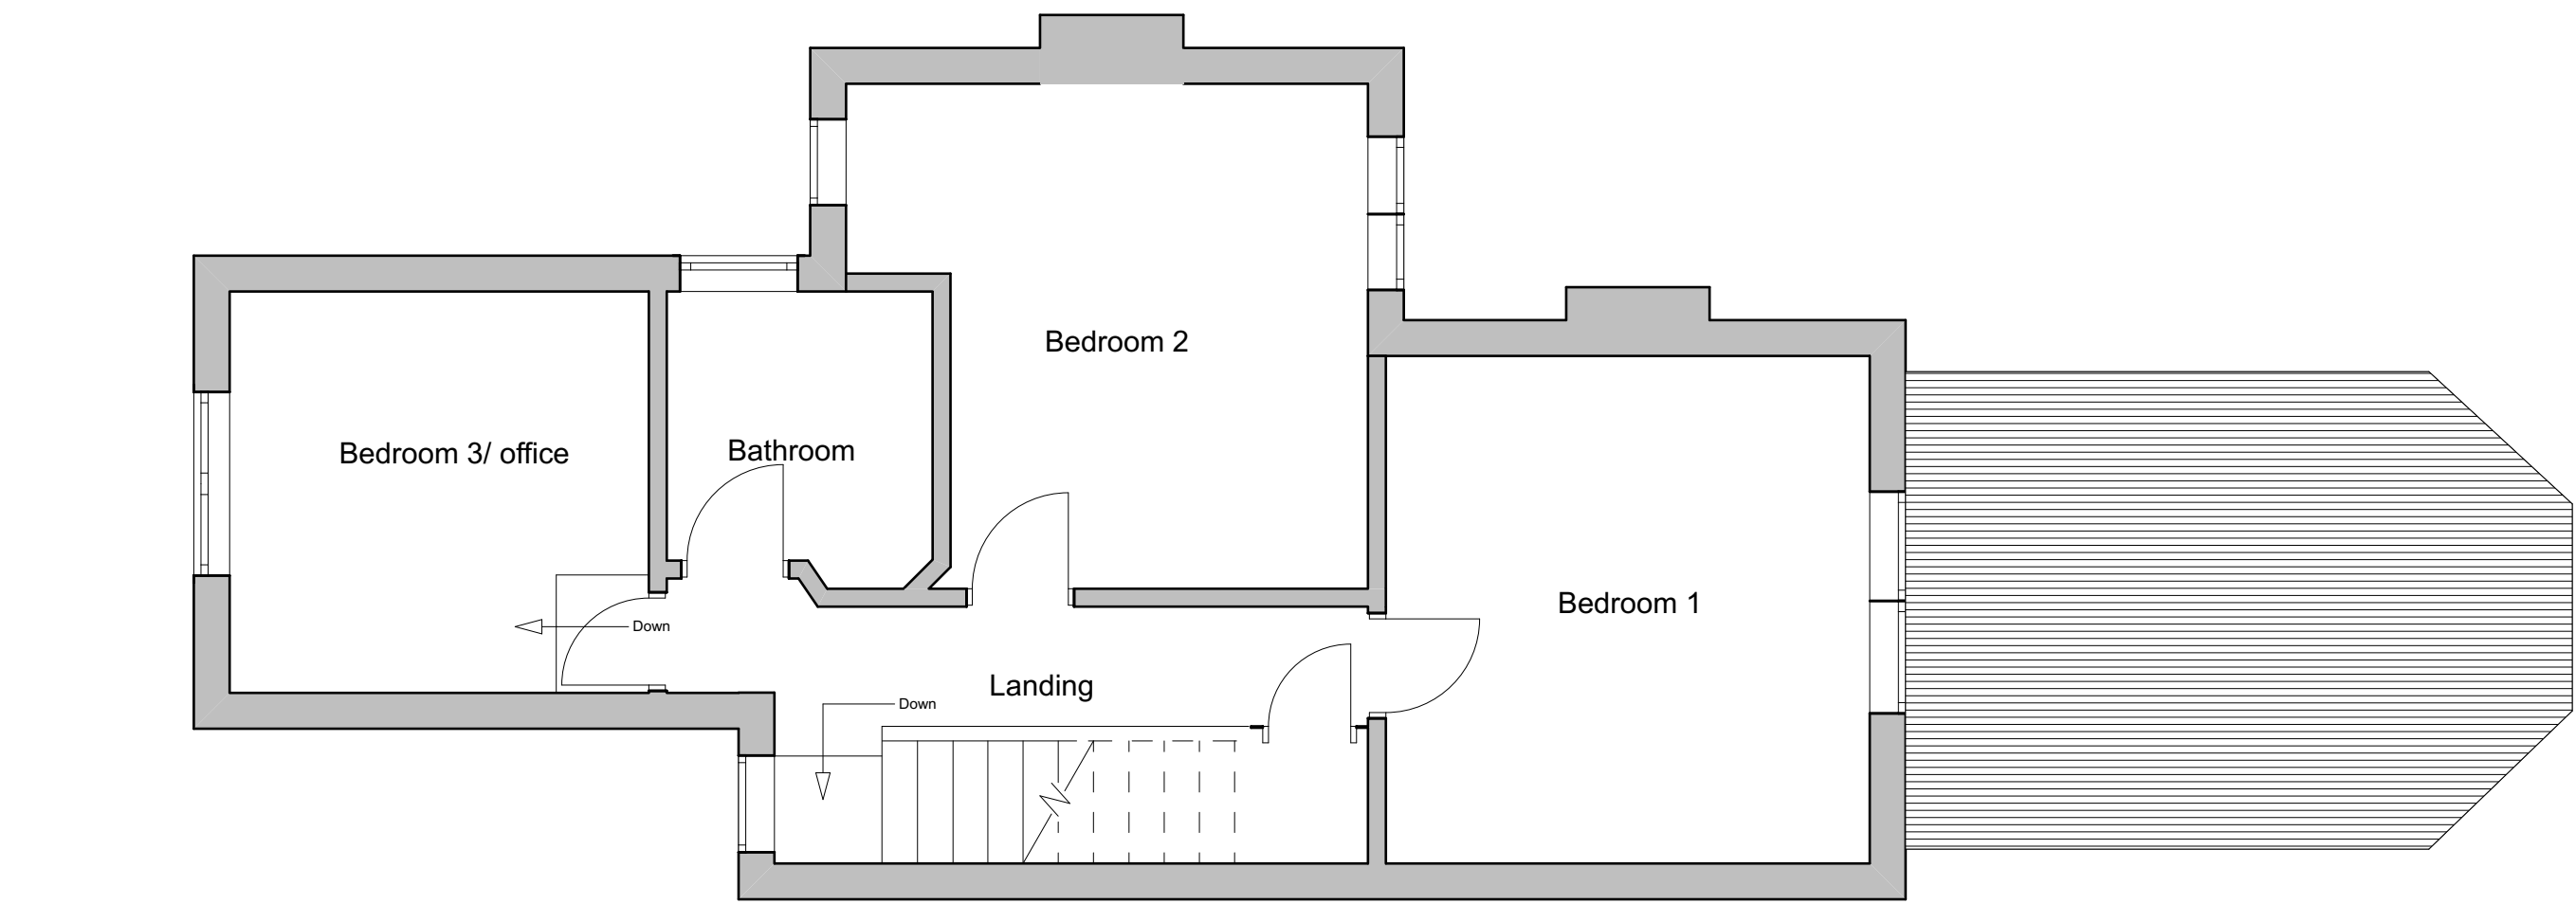 Bedroom 2
Bedroom 3/ office
Bathroom
Bedroom 1
Down
Landing
Down